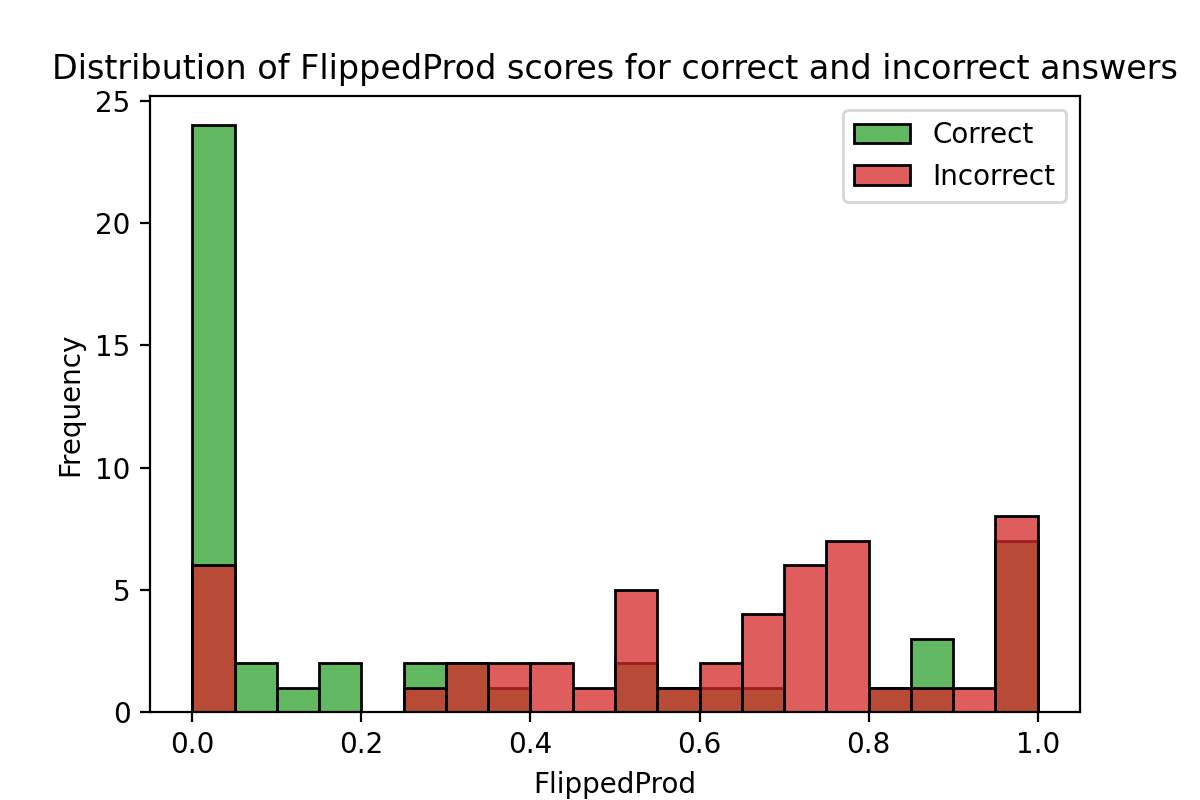 Distribution of FlippedProd scores for correct and incorrect answers
25
20
15
10
5
0
Frequency
Correct
Incorrect
0.0 0.2 0.4 0.6 0.8 1.0
FlippedProd